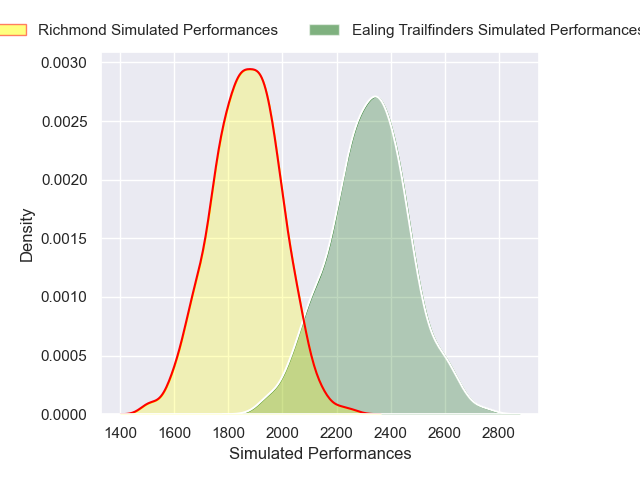 Richmond Simulated Performances
Ealing Trailfinders Simulated Performances
0.0030
0.0025
0.0020
0.0015
0.0010
0.0005
0.0000
Density
1400 1600 1800 2000 2200 2400 2600 2800
Simulated Performances